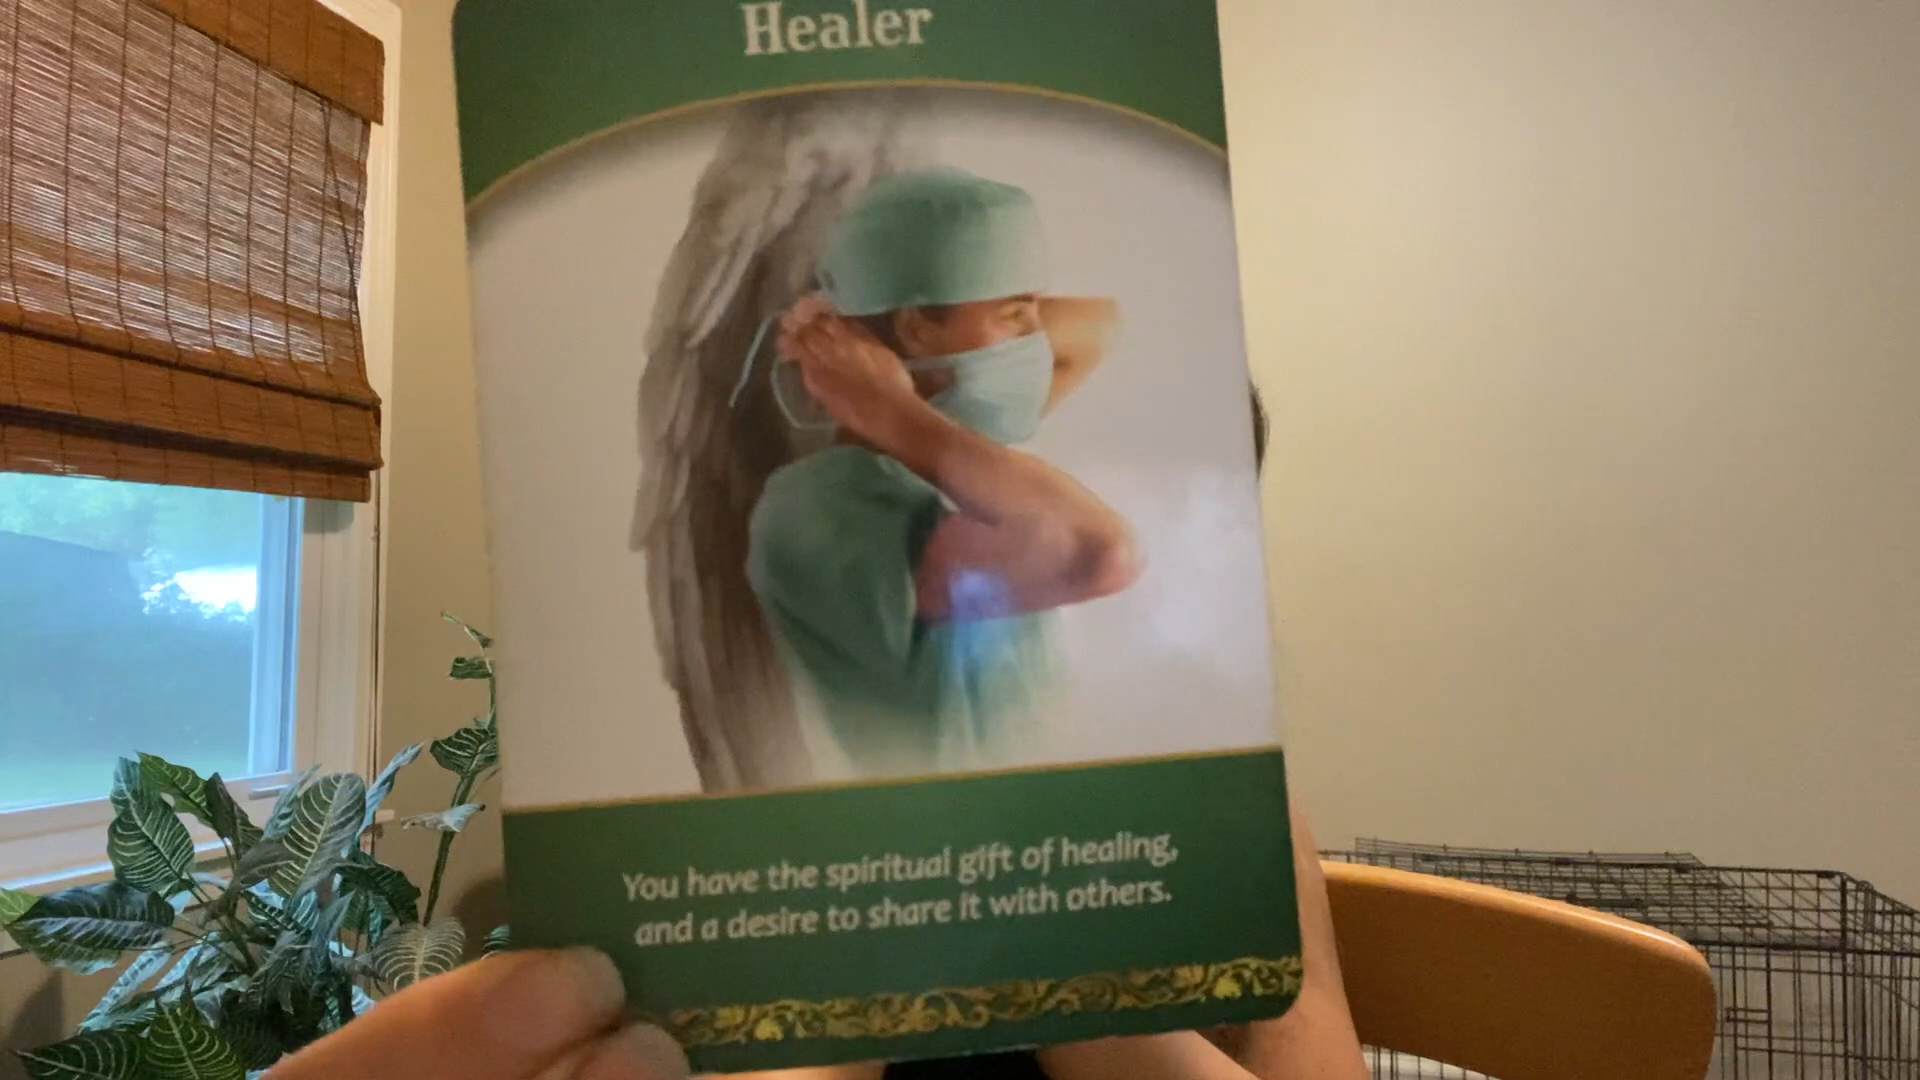 Healer
You have the spiritual gift of healing,
and a desire to share it with others.